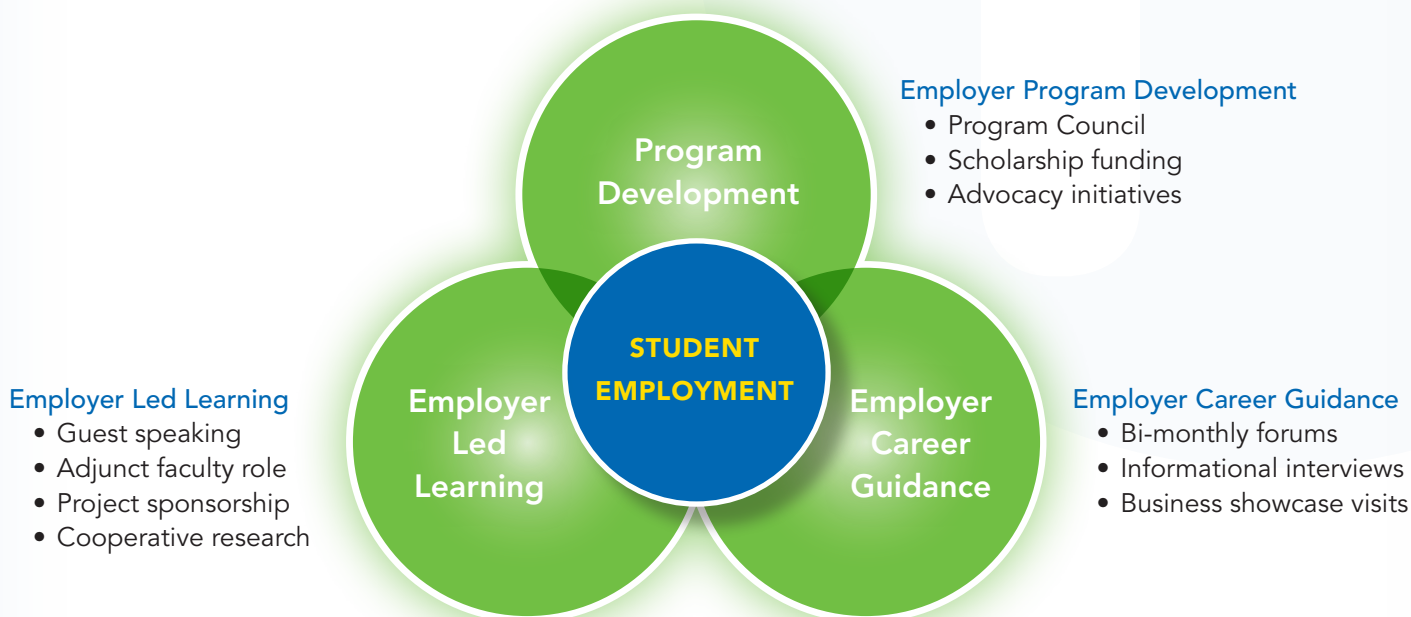 Program
Development
Employer Program Development
• Program Council
• Scholarship funding
• Advocacy initiatives
STUDENT
EMPLOYMENT
Employer Led Learning
• Guest speaking
• Adjunct faculty role
• Project sponsorship
• Cooperative research
Employer
Led
Learning
Employer
Career
Guidance
Employer Career Guidance
• Bi-monthly forums
• Informational interviews
• Business showcase visits